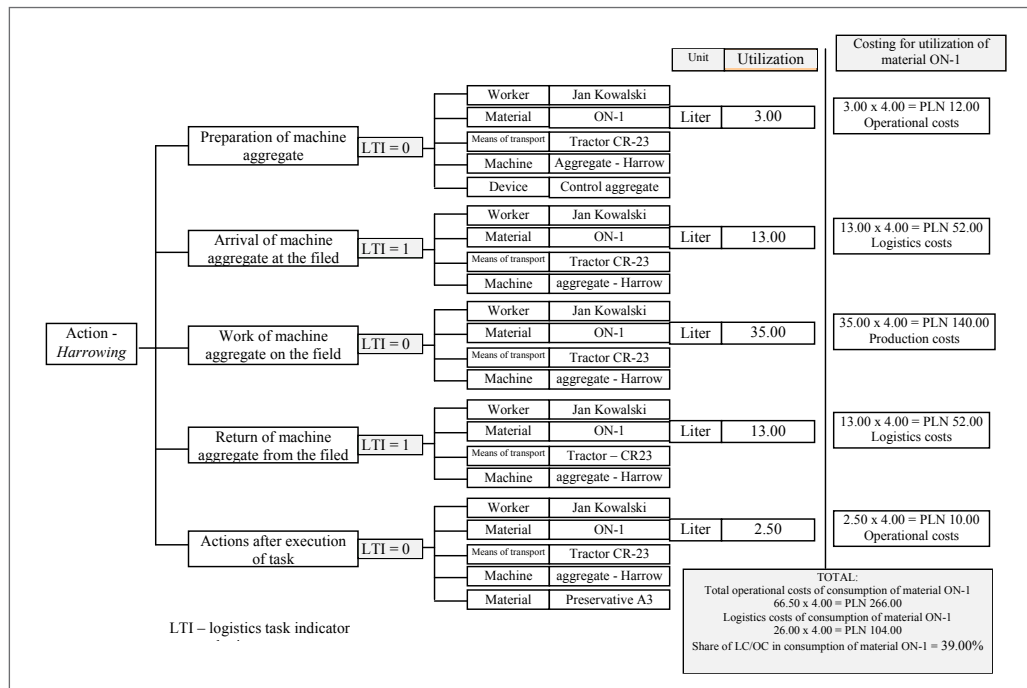 Unit
Utilization
Costing for utilization of
material ON-1
Action -
Harrowing
Preparation of machine
aggregate
LTI = 0
Worker
Jan Kowalski
Material
ON-1
Liter
3.00
Means of transport
Tractor CR-23
Machine
Aggregate - Harrow
Device
Control aggregate
3.00 x 4.00 = PLN 12.00
Operational costs
Arrival of machine
aggregate at the filed
LTI = 1
Worker
Jan Kowalski
Material
ON-1
Liter
13.00
Means of transport
Tractor CR-23
Machine
aggregate - Harrow
13.00 x 4.00 = PLN 52.00
Logistics costs
Work of machine
aggregate on the field
LTI = 0
Worker
Jan Kowalski
Material
ON-1
Liter
35.00
Means of transport
Tractor CR-23
Machine
aggregate - Harrow
35.00 x 4.00 = PLN 140.00
Production costs
Return of machine
aggregate from the filed
LTI = 1
Worker
Jan Kowalski
Material
ON-1
Liter
13.00
Means of transport
Tractor – CR23
Machine
aggregate - Harrow
13.00 x 4.00 = PLN 52.00
Logistics costs
Actions after execution
of task
LTI = 0
Worker
Jan Kowalski
Material
ON-1
Liter
2.50
Means of transport
Tractor CR-23
Machine
aggregate - Harrow
Material
Preservative A3
2.50 x 4.00 = PLN 10.00
Operational costs
TOTAL:
Total operational costs of consumption of material ON-1
66.50 x 4.00 = PLN 266.00
Logistics costs of consumption of material ON-1
26.00 x 4.00 = PLN 104.00
Share of LC/OC in consumption of material ON-1 = 39.00%
LTI – logistics task indicator